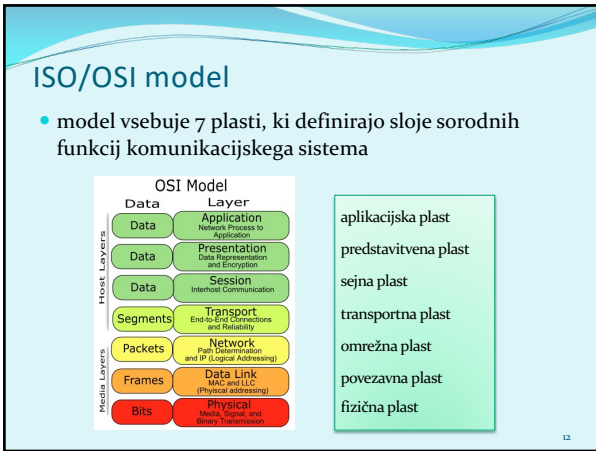 ISO/OSI model
• model vsebuje 7 plasti, ki definirajo sloje sorodnih
funkcij komunikacijskega sistema
OSI Model
Data Layer
Host Layers
Data Application
Network Process to
Application
Data Presentation
Data Representation
and Encryption
Data Session
Interhost Communication
Segments Transport
End-to-End Connections
and Reliability
Media Layers
Packets Network
Path Determination
and IP (Logical Addressing)
Frames Data Link
MAC and LLC
(Phyiscal addressing)
Bits Physical
Media, Signal, and
Binary Transmission
aplikacijska plast
predstavitvena plast
sejna plast
transportna plast
omrežna plast
povezavna plast
fizična plast
12